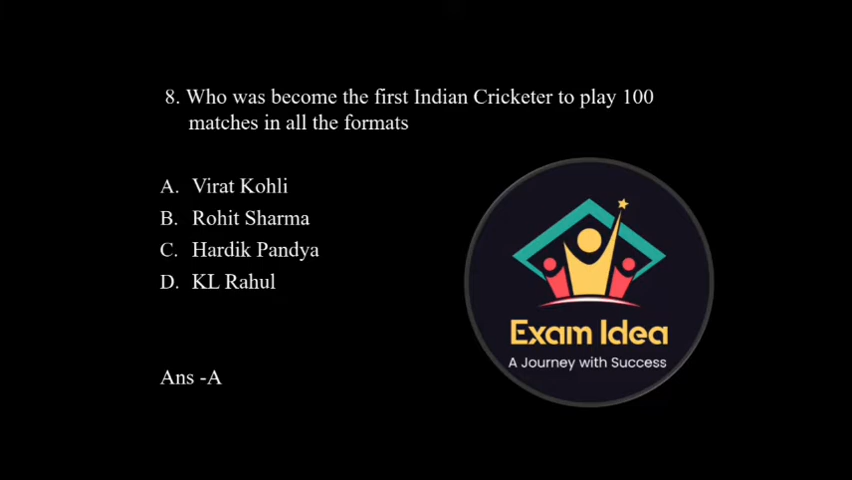 8. Who was become the first Indian Cricketer to play 100
matches in all the formats
A. Virat Kohli
B. Rohit Sharma
C. Hardik Pandya
D. KL Rahul
Exam Idea
A Journey with Success
Ans -A